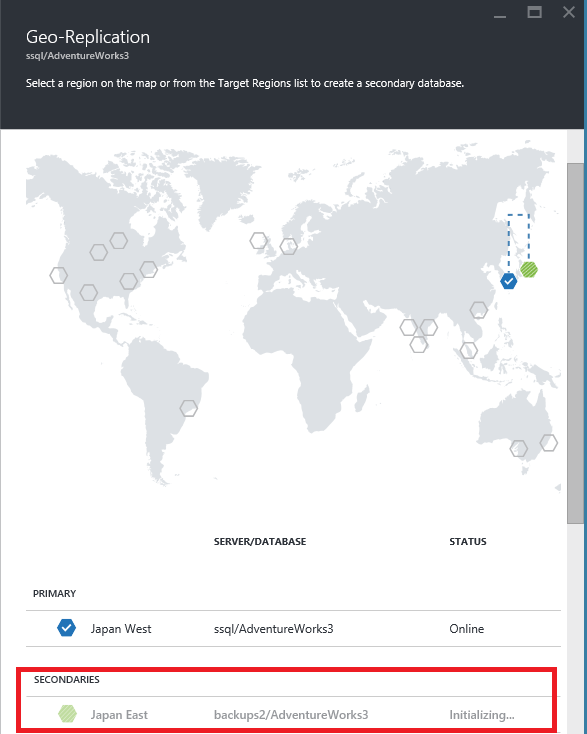 Geo-Replication
ssql/AdventureWorks3
Select a region on the map or from the Target Regions list to create a secondary database.
SERVER/DATABASE STATUS
PRIMARY
Japan West ssql/AdventureWorks3 Online
SECONDARIES
Japan East backups2/AdventureWorks3 Initializing...